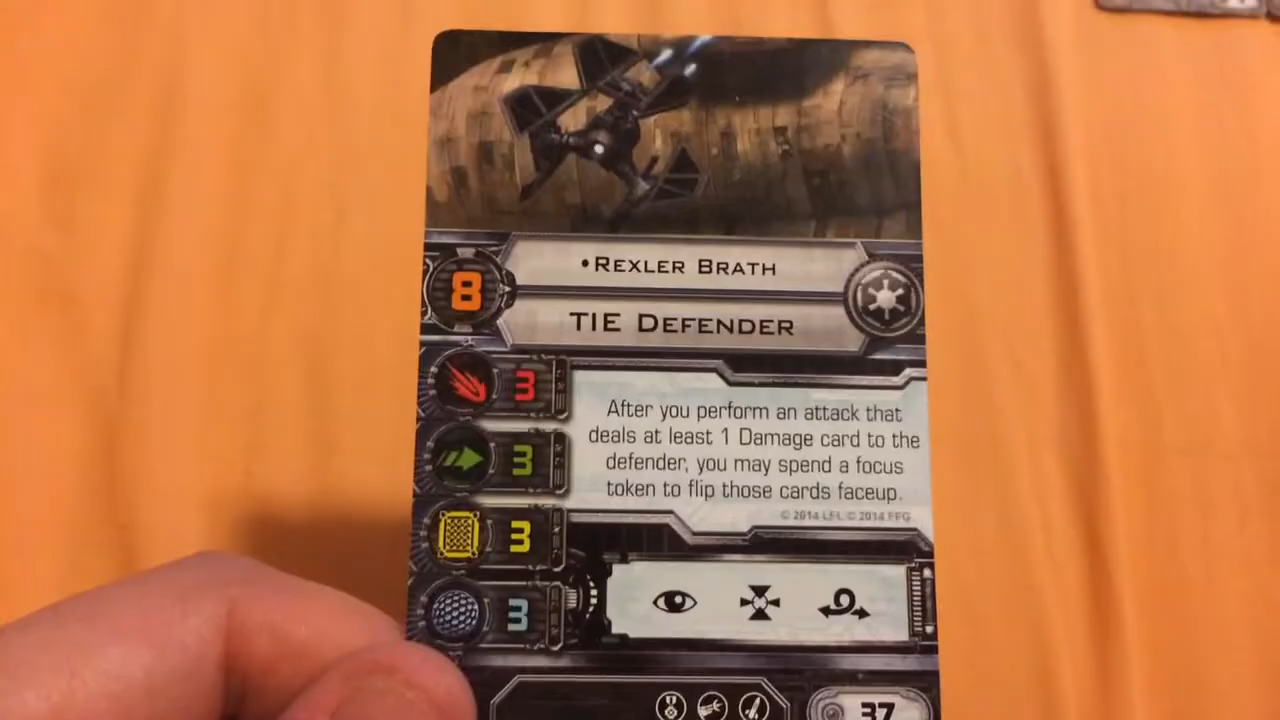 •REXLER BRATH
8
TIE DEFENDER
3
After you perform an attack that
deals at least 1 Damage card to the
defender, you may spend a focus
token to flip those cards faceup.
© 2014 LFL © 2014 FFG
3
3
3
37